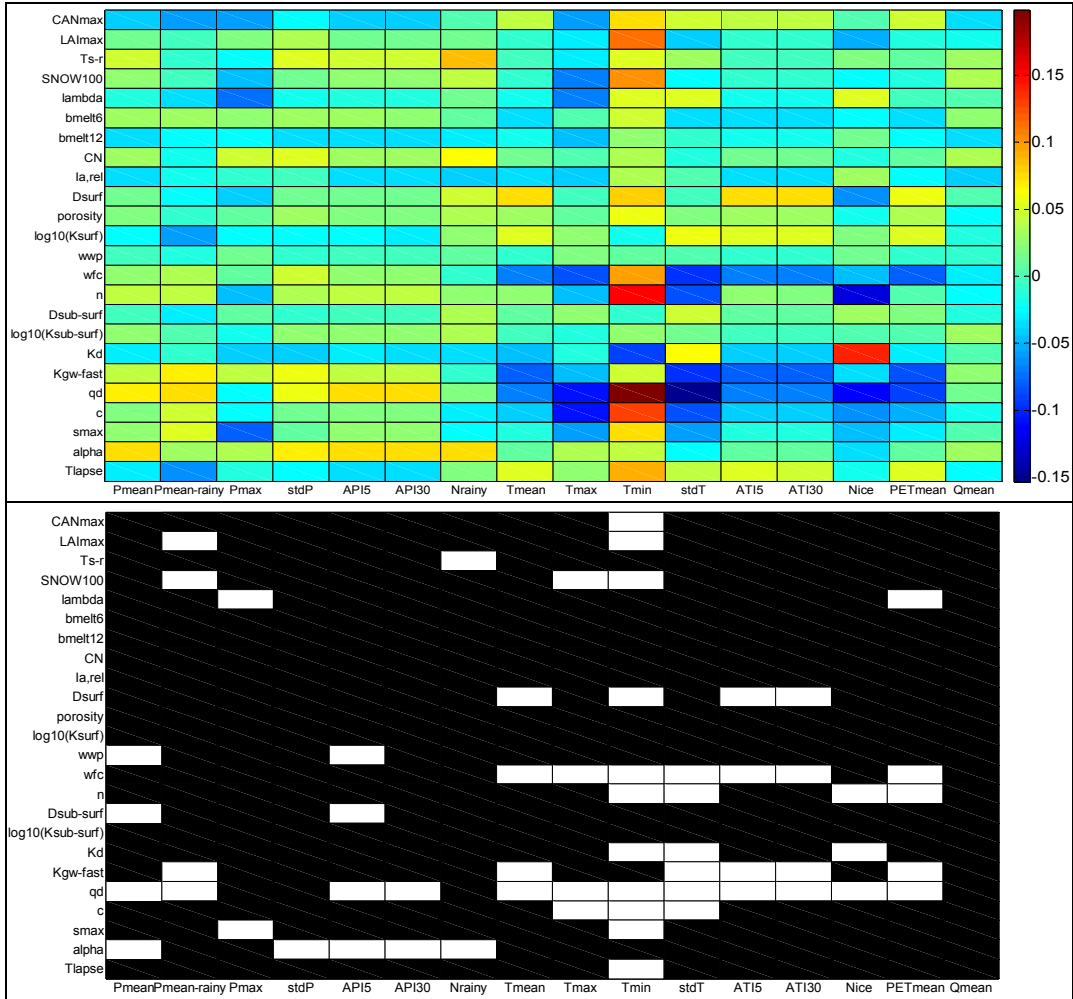 CANmax
LAImax
Ts-r
SNOW100
lambda
bmelt6
bmelt12
CN
Ia,rel
Dsurf
porosity
log10(Ksurf)
wwp
wfc
n
Dsub-surf
log10(Ksub-surf)
Kd
Kgw-fast
qd
c
smax
alpha
Tlapse
Pmean Pmean-rainy Pmax stdP API5 API30 Nrainy Tmean Tmax Tmin stdT ATI5 ATI30 Nice PETmean Qmean
0.15
0.1
0.05
0
-0.05
-0.1
-0.15
CANmax
LAImax
Ts-r
SNOW100
lambda
bmelt6
bmelt12
CN
Ia,rel
Dsurf
porosity
log10(Ksurf)
wwp
wfc
n
Dsub-surf
log10(Ksub-surf)
Kd
Kgw-fast
qd
c
smax
alpha
Tlapse
Pmean Pmean-rainy Pmax stdP API5 API30 Nrainy Tmean Tmax Tmin stdT ATI5 ATI30 Nice PETmean Qmean